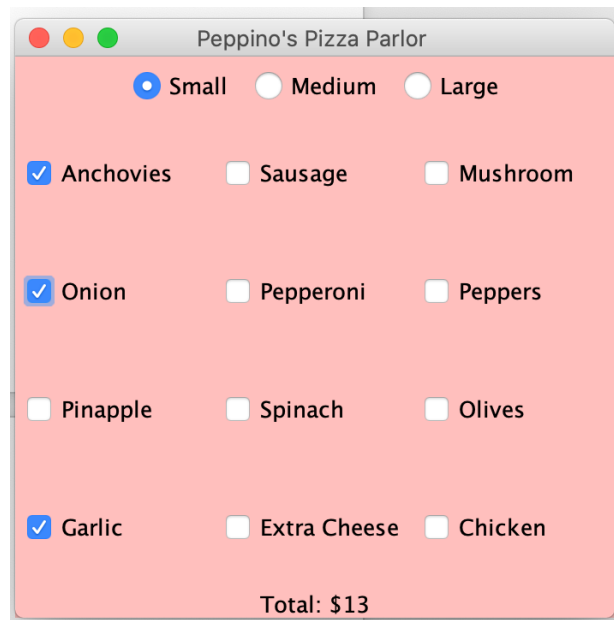 Peppino's Pizza Parlor
Small Medium Large
Anchovies Sausage Mushroom
Onion Pepperoni Peppers
Pinapple Spinach Olives
Garlic Extra Cheese Chicken
Total: $13